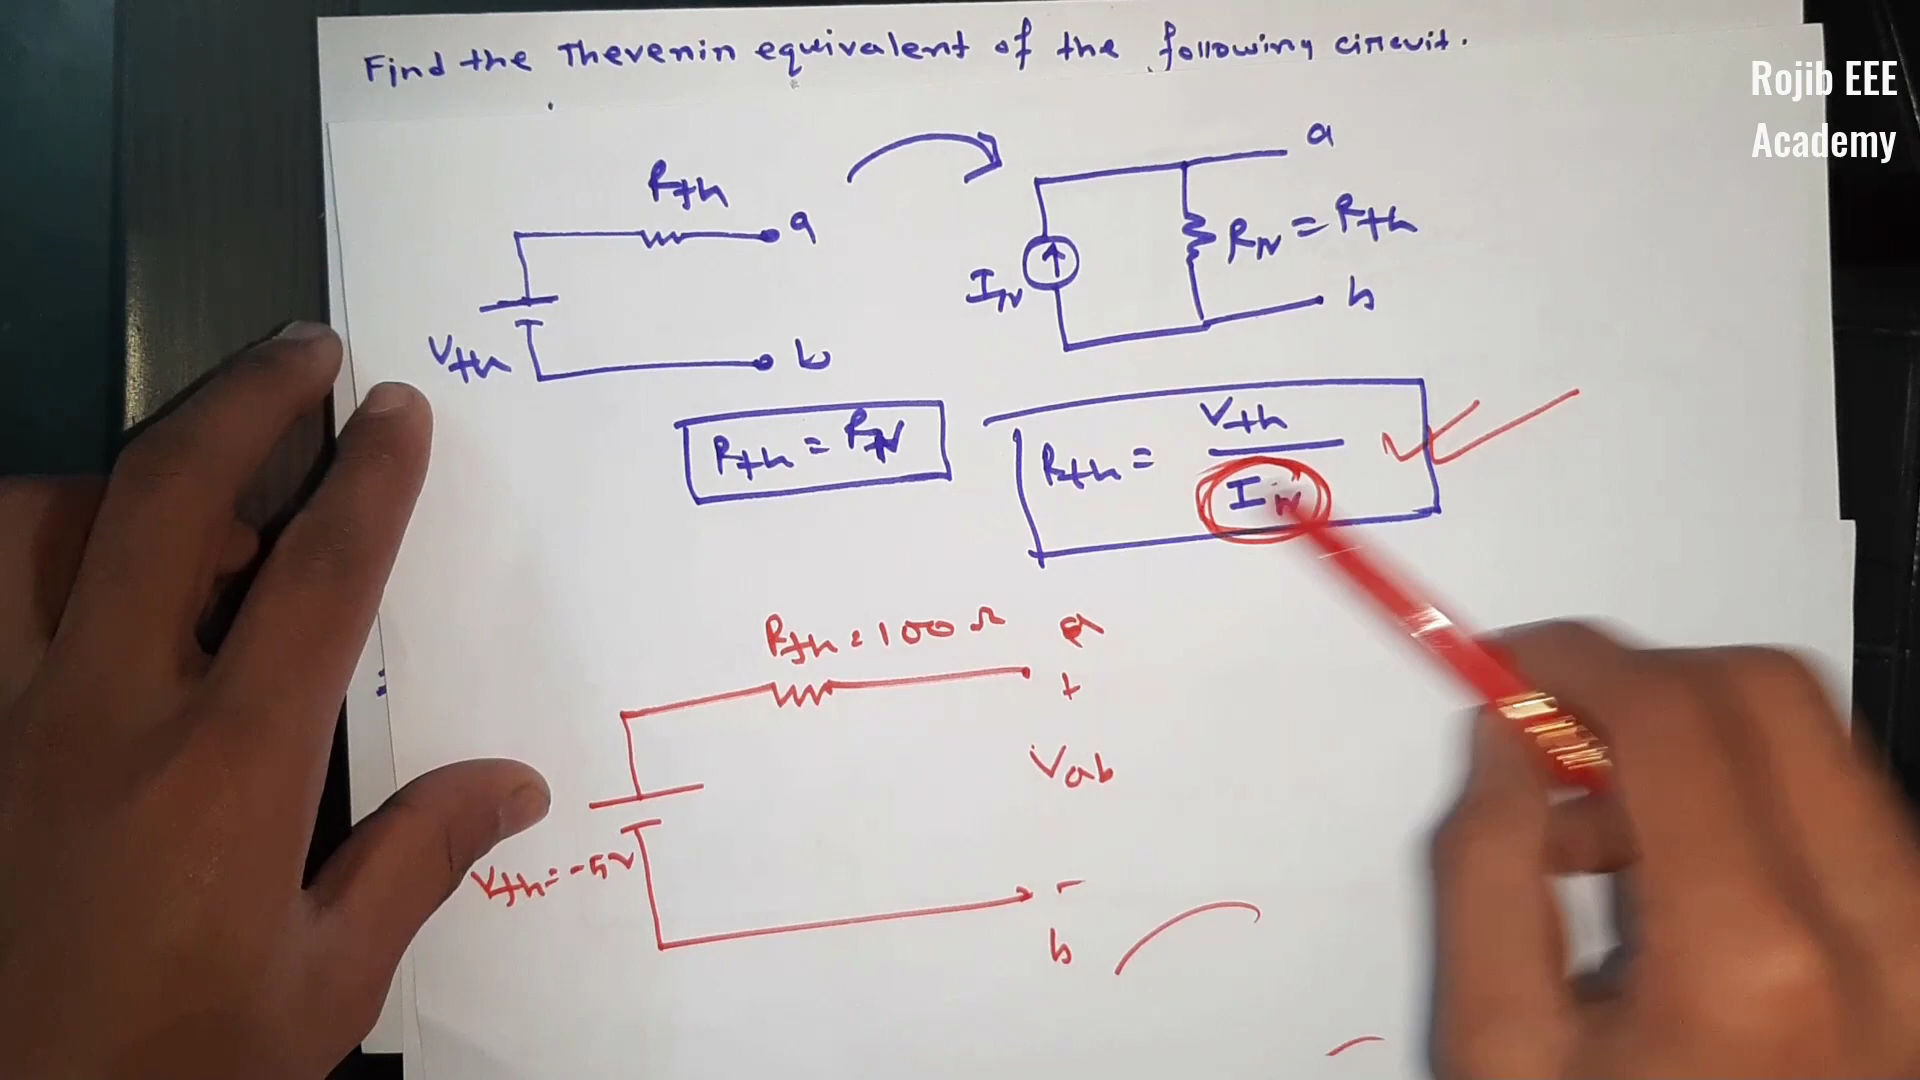 Find the Thevenin equivalent of the following circuit.
Rojib EEE
Academy
Rth
a
Vth
b
a
IN
RN = Rth
b
Rth = RN
Rth = Vth / IN
Rth = 100 Ω
a
+
Vab
Vth = -5V
-
b